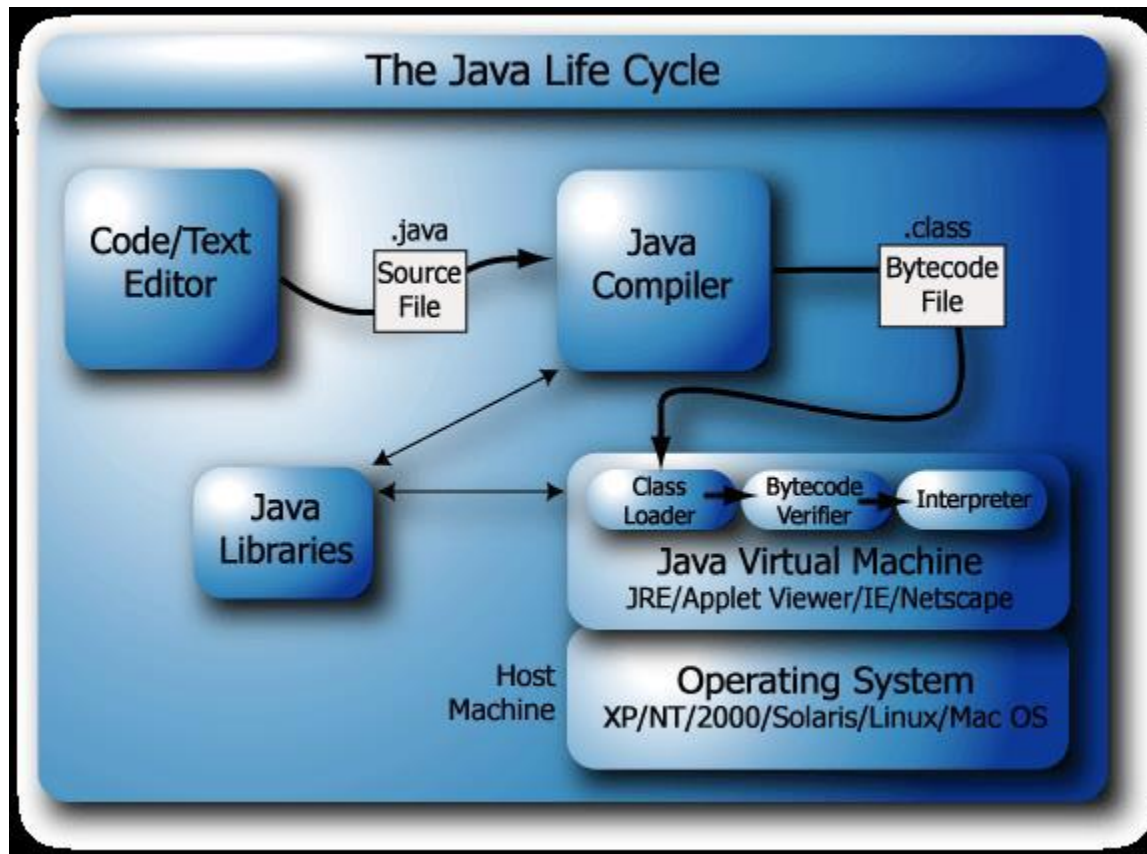 The Java Life Cycle
Code/Text
Editor
.java
Source
File
Java
Compiler
.class
Bytecode
File
Java
Libraries
Class
Loader
Bytecode
Verifier
Interpreter
Java Virtual Machine
JRE/Applet Viewer/IE/Netscape
Host
Machine
Operating System
XP/NT/2000/Solaris/Linux/Mac OS